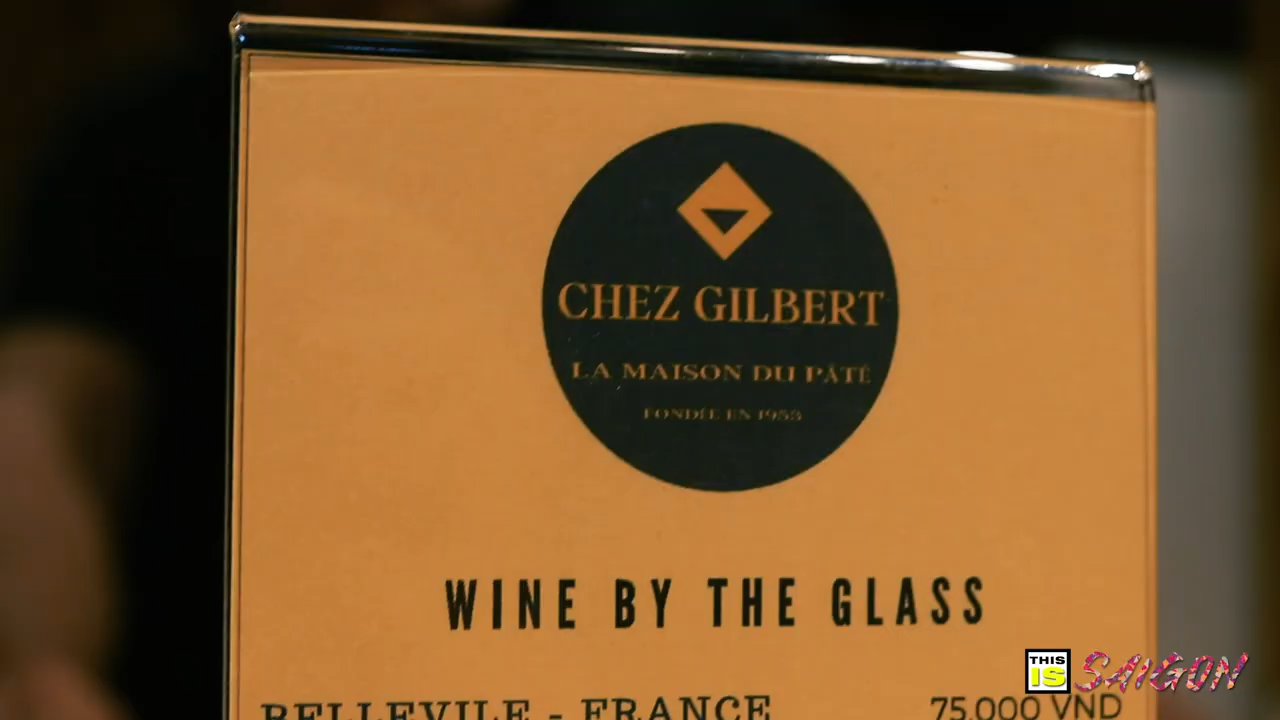 CHEZ GILBERT
LA MAISON DU PÂTÉ
FONDÉE EN 1953
WINE BY THE GLASS
BELLEVILE - FRANCE 75.000 VND
THIS IS SAIGON